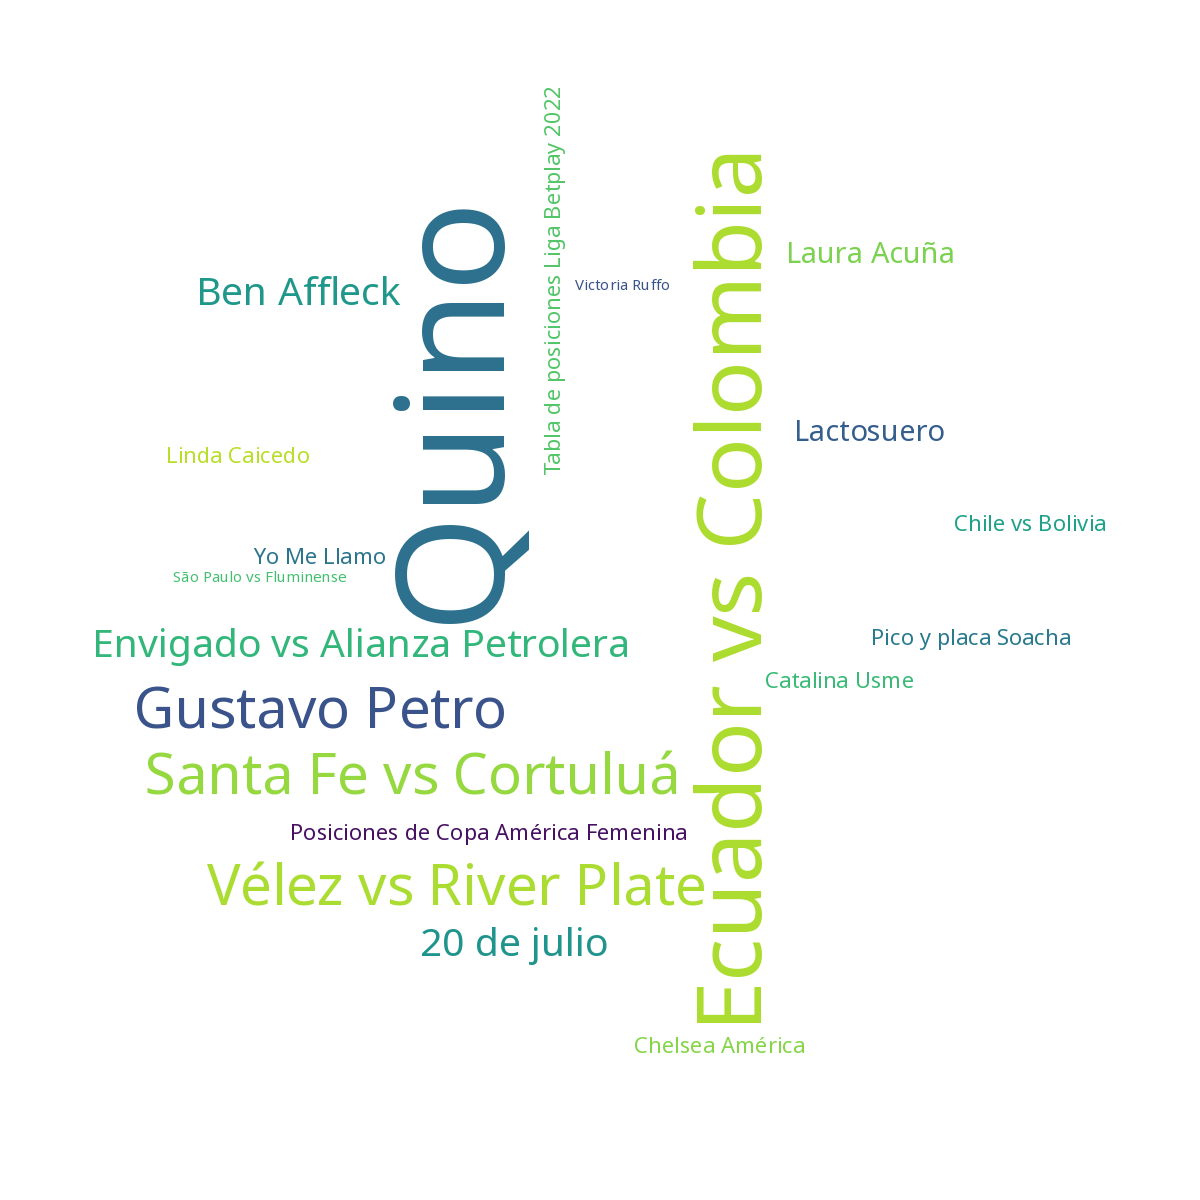 Tabla de posiciones Liga Betplay 2022
Ecuador vs Colombia
Quino
Laura Acuña
Ben Affleck
Victoria Ruffo
Lactosuero
Linda Caicedo
Chile vs Bolivia
Yo Me Llamo
São Paulo vs Fluminense
Envigado vs Alianza Petrolera
Pico y placa Soacha
Catalina Usme
Gustavo Petro
Santa Fe vs Cortuluá
Posiciones de Copa América Femenina
Vélez vs River Plate
20 de julio
Chelsea América